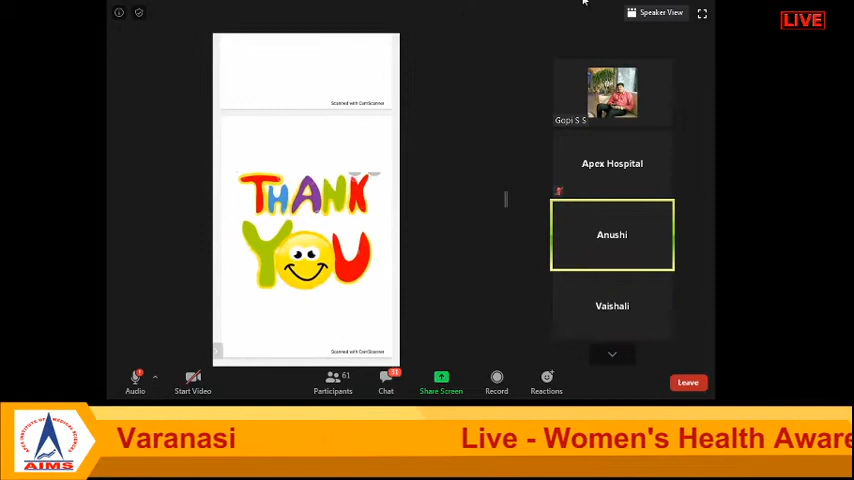 Speaker View
LIVE
Scanned with CamScanner
THANK
YOU
Scanned with CamScanner
Gopi S S
Apex Hospital
Anushi
Vaishali
Audio
Start Video
61
Participants
31
Chat
Share Screen
Record
Reactions
Leave
AIMS
Varanasi
Live - Women's Health Aware